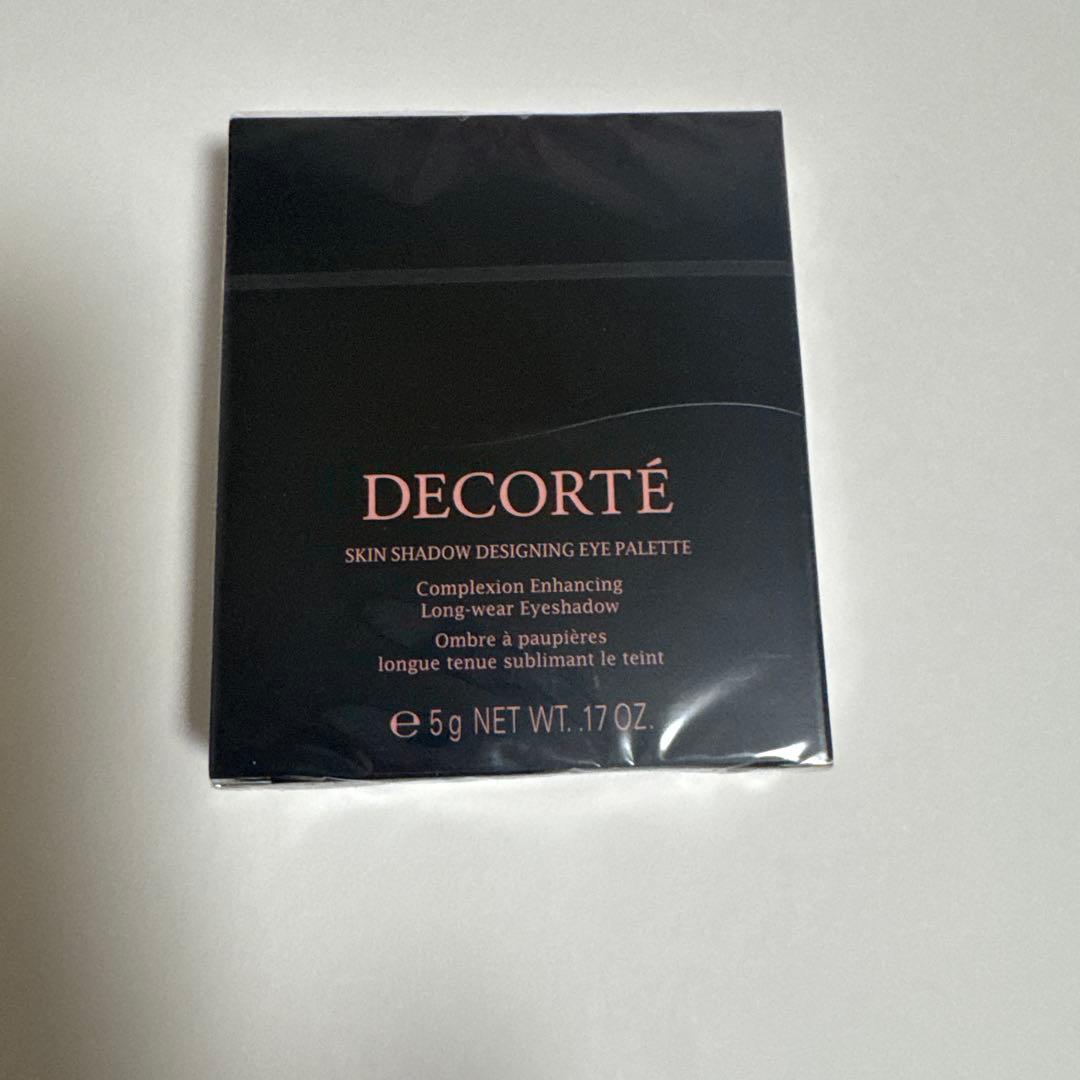 DECORTÉ
SKIN SHADOW DESIGNING EYE PALETTE
Complexion Enhancing
Long-wear Eyeshadow
Ombre à paupières
longue tenue sublimant le teint
℮ 5 g NET WT. .17 OZ.